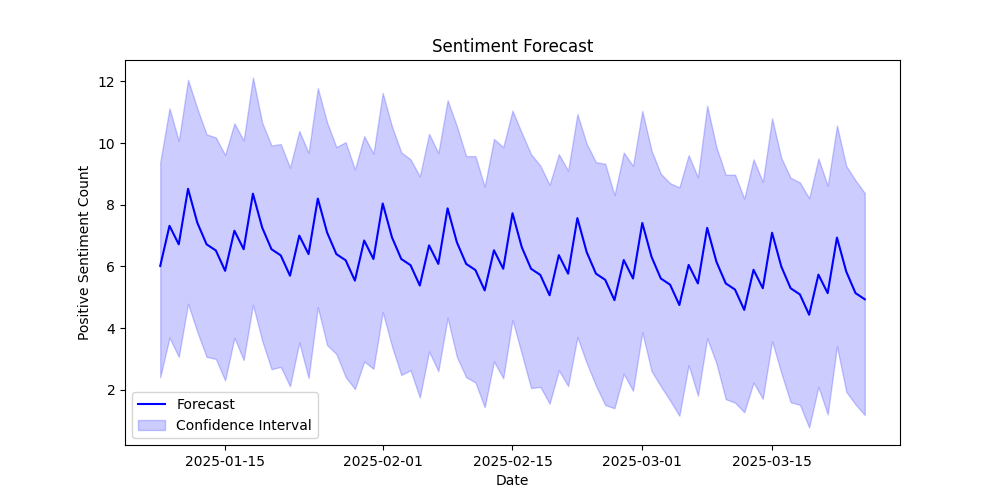 Sentiment Forecast
Positive Sentiment Count
12
10
8
6
4
2
Forecast
Confidence Interval
2025-01-15
2025-02-01
2025-02-15
2025-03-01
2025-03-15
Date